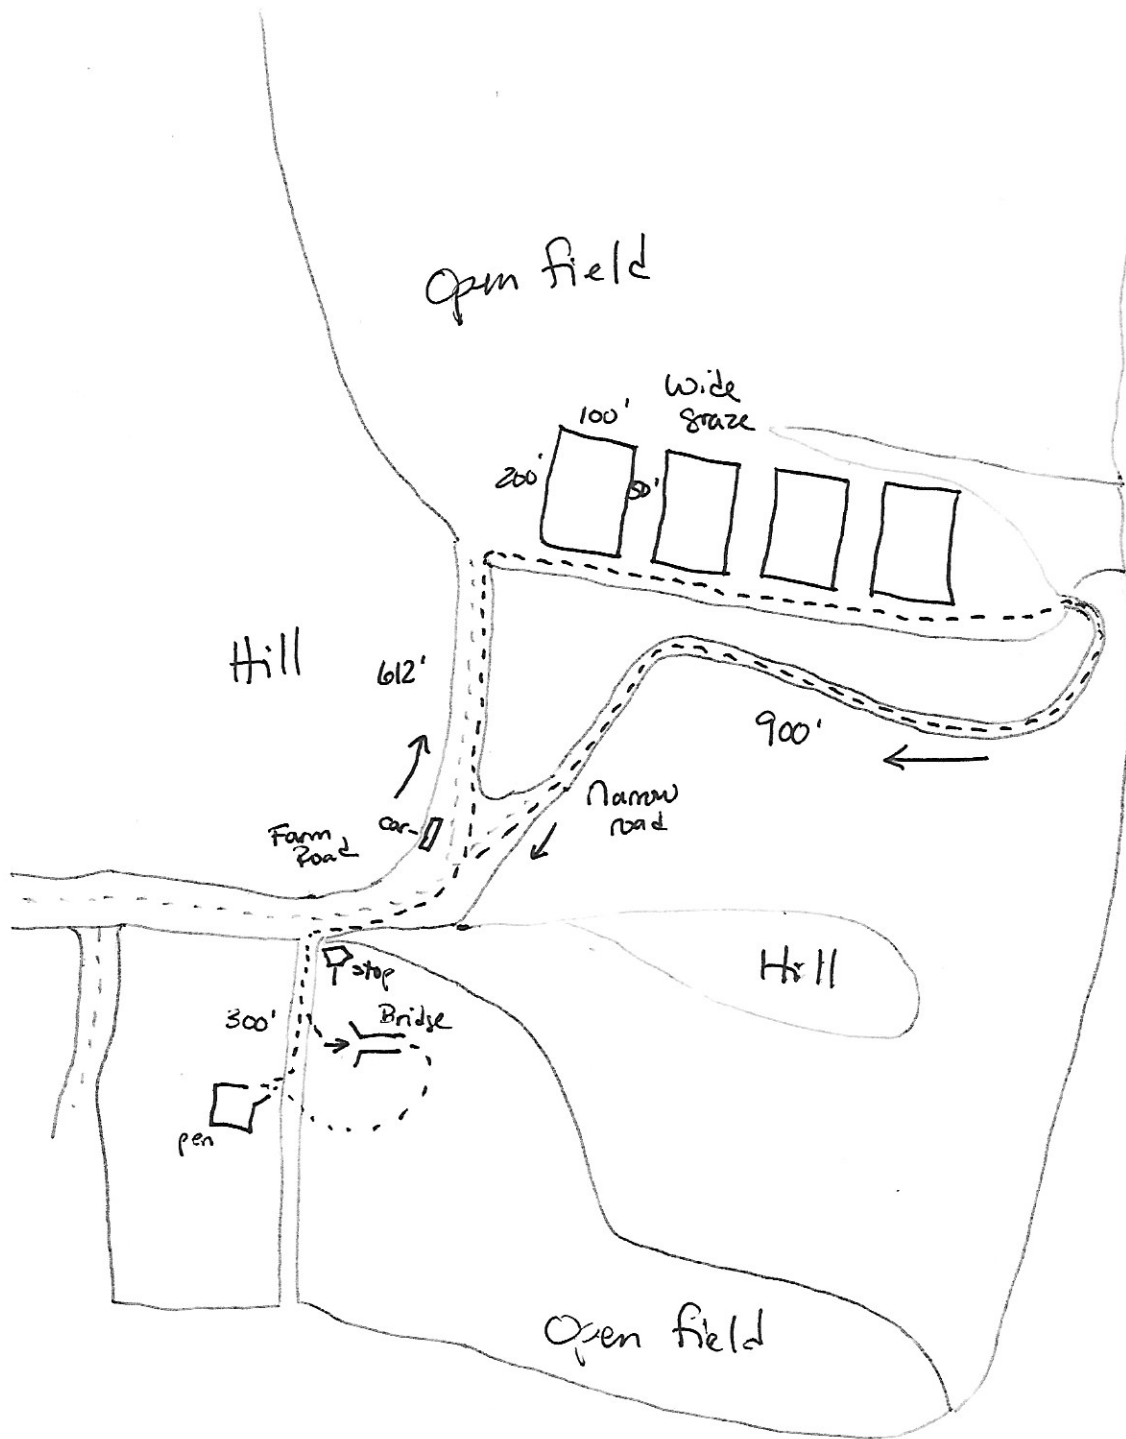 Open field
Wide
graze
100'
200'
50'
Hill
612'
900'
Narrow
road
car
Farm
Road
Hill
stop
300'
Bridge
pen
Open field